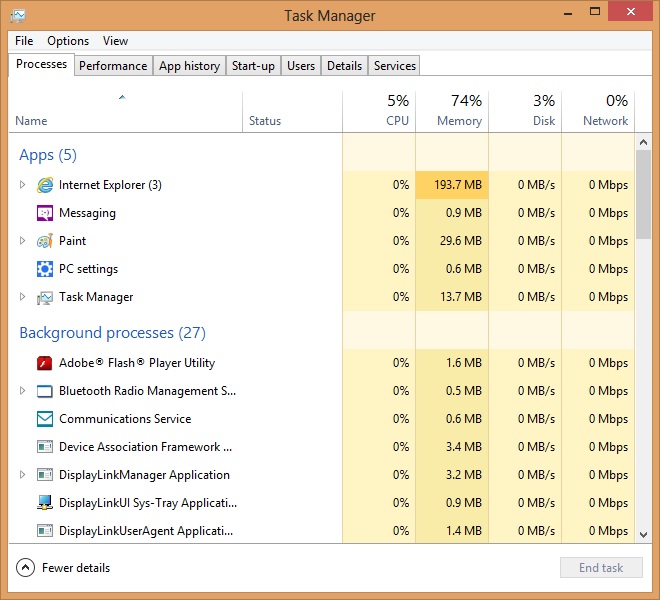 Task Manager
File Options View
Processes Performance App history Start-up Users Details Services
5% 74% 3% 0%
Name Status CPU Memory Disk Network
Apps (5)
Internet Explorer (3) 0% 193.7 MB 0 MB/s 0 Mbps
Messaging 0% 0.9 MB 0 MB/s 0 Mbps
Paint 0% 29.6 MB 0 MB/s 0 Mbps
PC settings 0% 0.6 MB 0 MB/s 0 Mbps
Task Manager 0% 13.7 MB 0 MB/s 0 Mbps
Background processes (27)
Adobe® Flash® Player Utility 0% 1.6 MB 0 MB/s 0 Mbps
Bluetooth Radio Management S... 0% 0.5 MB 0 MB/s 0 Mbps
Communications Service 0% 0.6 MB 0 MB/s 0 Mbps
Device Association Framework ... 0% 3.4 MB 0 MB/s 0 Mbps
DisplayLinkManager Application 0% 3.2 MB 0 MB/s 0 Mbps
DisplayLinkUI Sys-Tray Applicati... 0% 0.9 MB 0 MB/s 0 Mbps
DisplayLinkUserAgent Applicati... 0% 1.4 MB 0 MB/s 0 Mbps
Fewer details End task